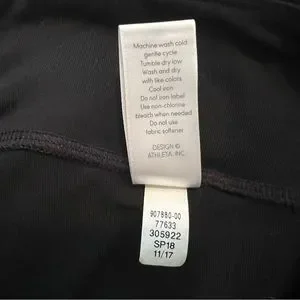 Machine wash cold
gentle cycle
Tumble dry low
Wash and dry
with like colors
Cool iron
Do not iron label
Use non-chlorine
bleach when needed
Do not use
fabric softener
DESIGN ©
ATHLETA, INC.
907880-00
77633
305922
SP18
11/17